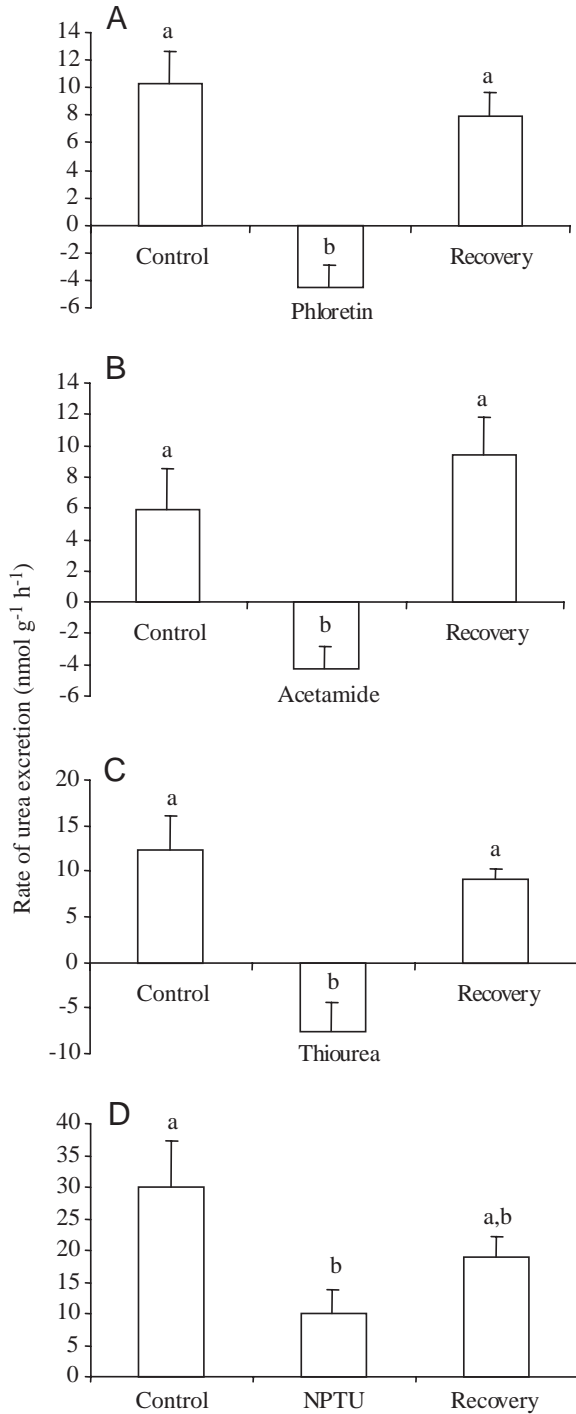 Rate of urea excretion (nmol g-1 h-1)
A
14
12
10
8
6
4
2
0
-2
-4
-6
a
b
a
Control
Phloretin
Recovery
B
14
12
10
8
6
4
2
0
-2
-4
-6
a
b
a
Control
Acetamide
Recovery
C
20
15
10
5
0
-5
-10
a
b
a
Control
Thiourea
Recovery
D
40
35
30
25
20
15
10
5
0
a
b
a,b
Control NPTU Recovery